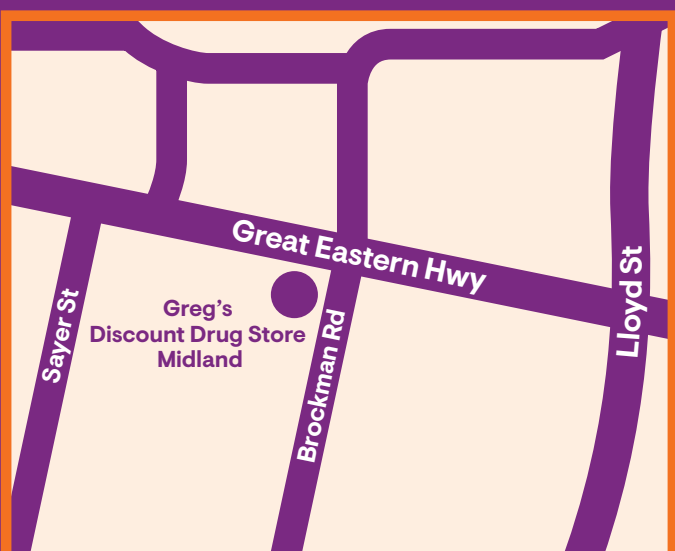 Great Eastern Hwy
Sayer St
Greg's
Discount Drug Store
Midland
Brockman Rd
Lloyd St